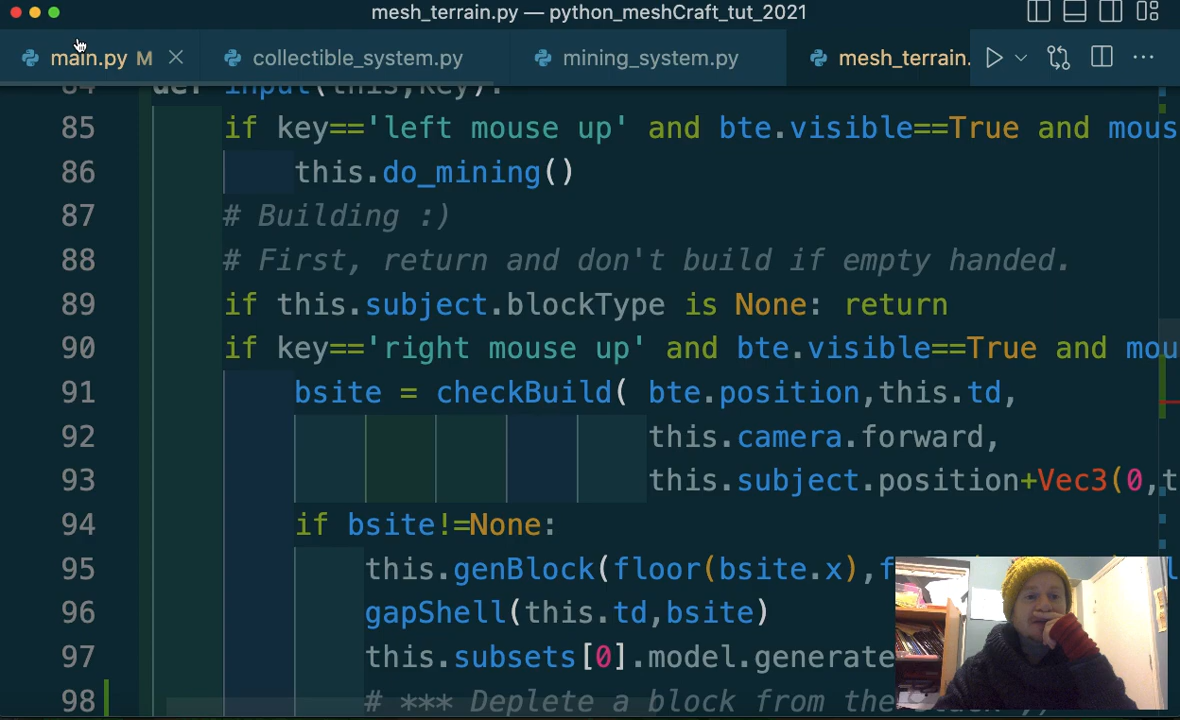 mesh_terrain.py — python_meshCraft_tut_2021
main.py M collectible_system.py mining_system.py mesh_terrain.
input(this,key):
85 if key=='left mouse up' and bte.visible==True and mous
86 this.do_mining()
87 # Building :)
88 # First, return and don't build if empty handed.
89 if this.subject.blockType is None: return
90 if key=='right mouse up' and bte.visible==True and mou
91 bsite = checkBuild( bte.position,this.td,
92 this.camera.forward,
93 this.subject.position+Vec3(0,t
94 if bsite!=None:
95 this.genBlock(floor(bsite.x),f
96 gapShell(this.td,bsite)
97 this.subsets[0].model.generate
98 # *** Deplete a block from the